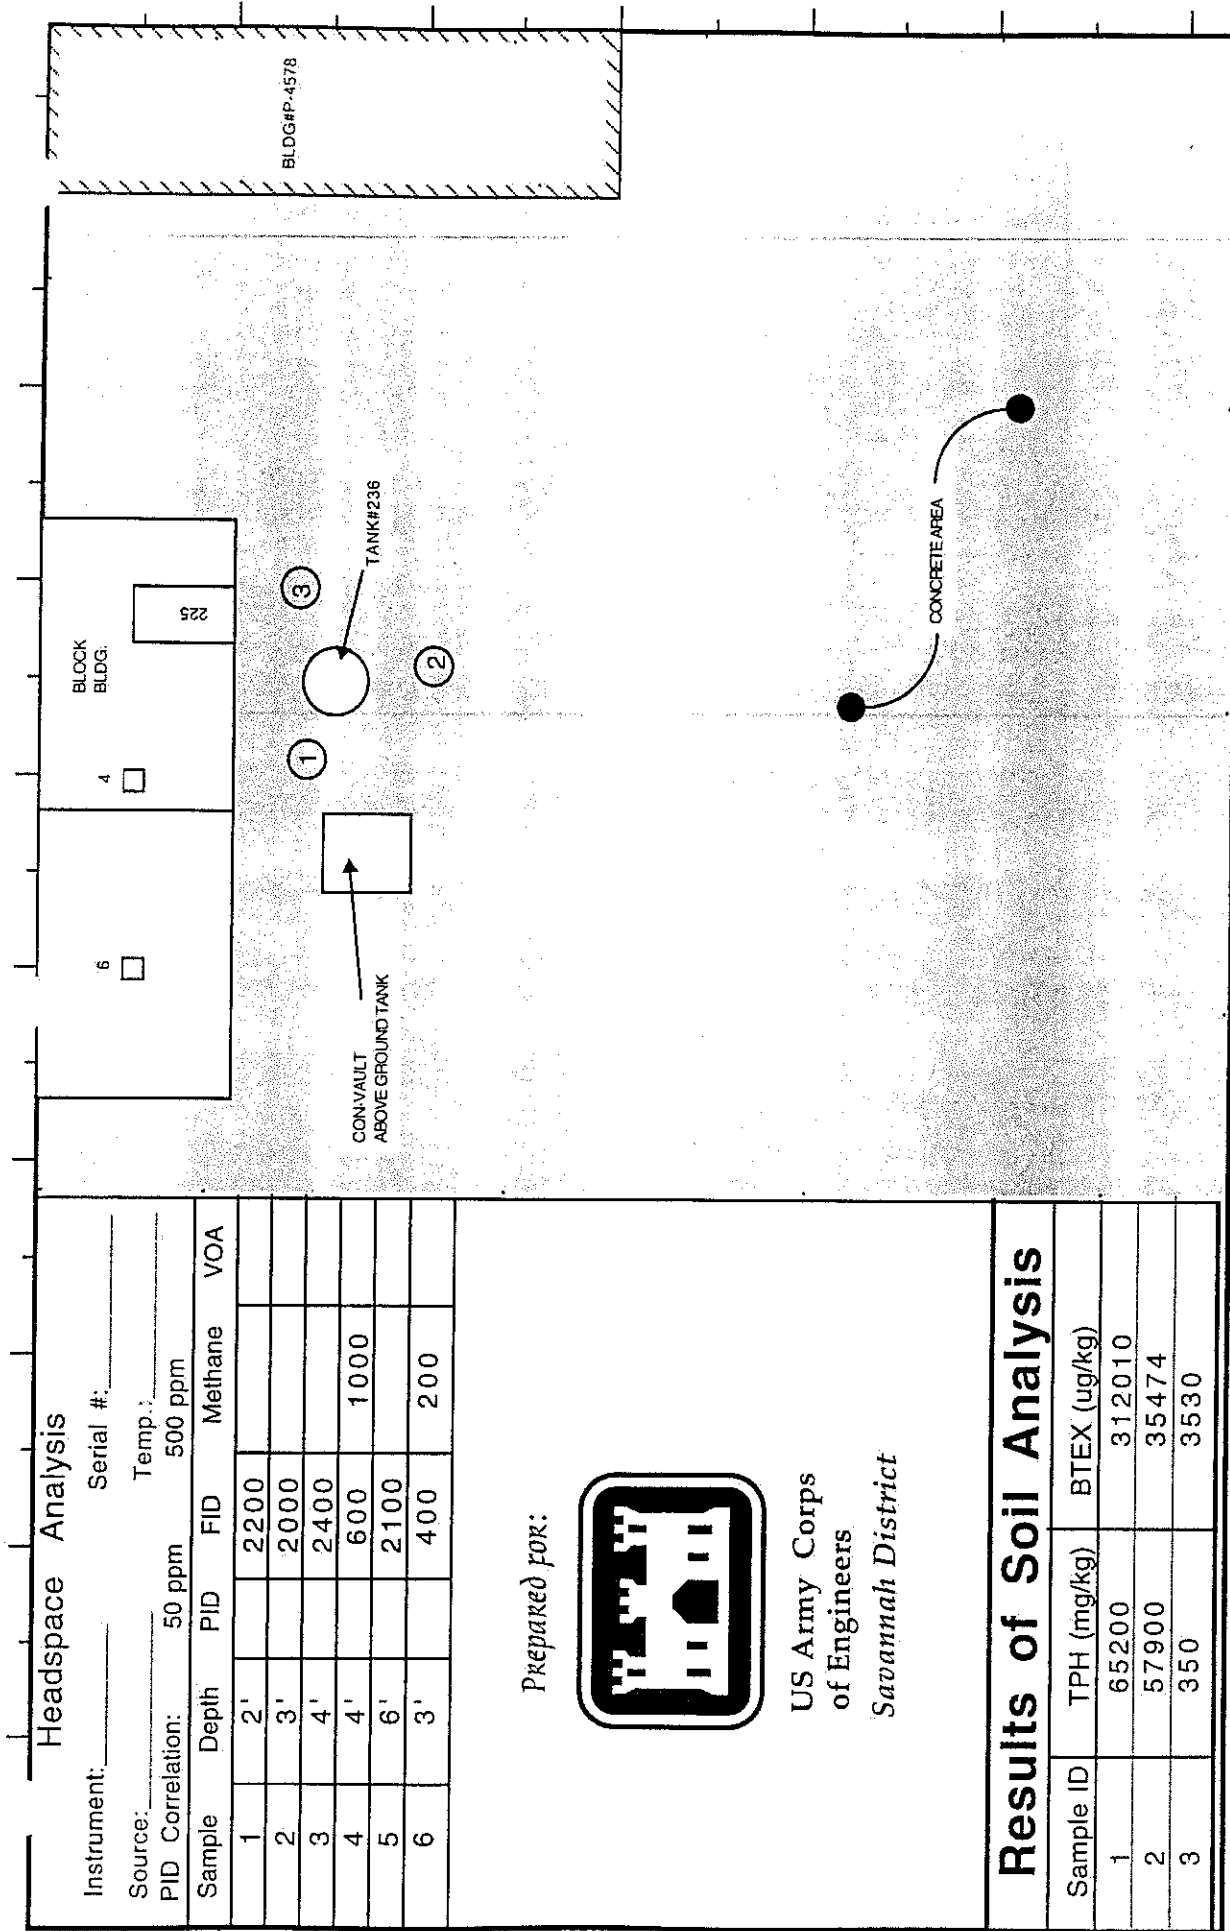 Headspace Analysis
Instrument: Serial #:
Source: Temp.:
PID Correlation: 50 ppm 500 ppm
Sample Depth PID FID Methane VOA
1 2' 2200
2 3' 2000
3 4' 2400
4 4' 600 1000
5 6' 2100
6 3' 400 200
Prepared for:
US Army Corps
of Engineers
Savannah District
Results of Soil Analysis
Sample ID TPH (mg/kg) BTEX (ug/kg)
1 65200 312010
2 57900 35474
3 350 3530
6
4
BLOCK
BLDG.
225
BLDG#P-4578
1
3
2
TANK#236
CON-VAULT
ABOVE GROUND TANK
CONCRETE AREA